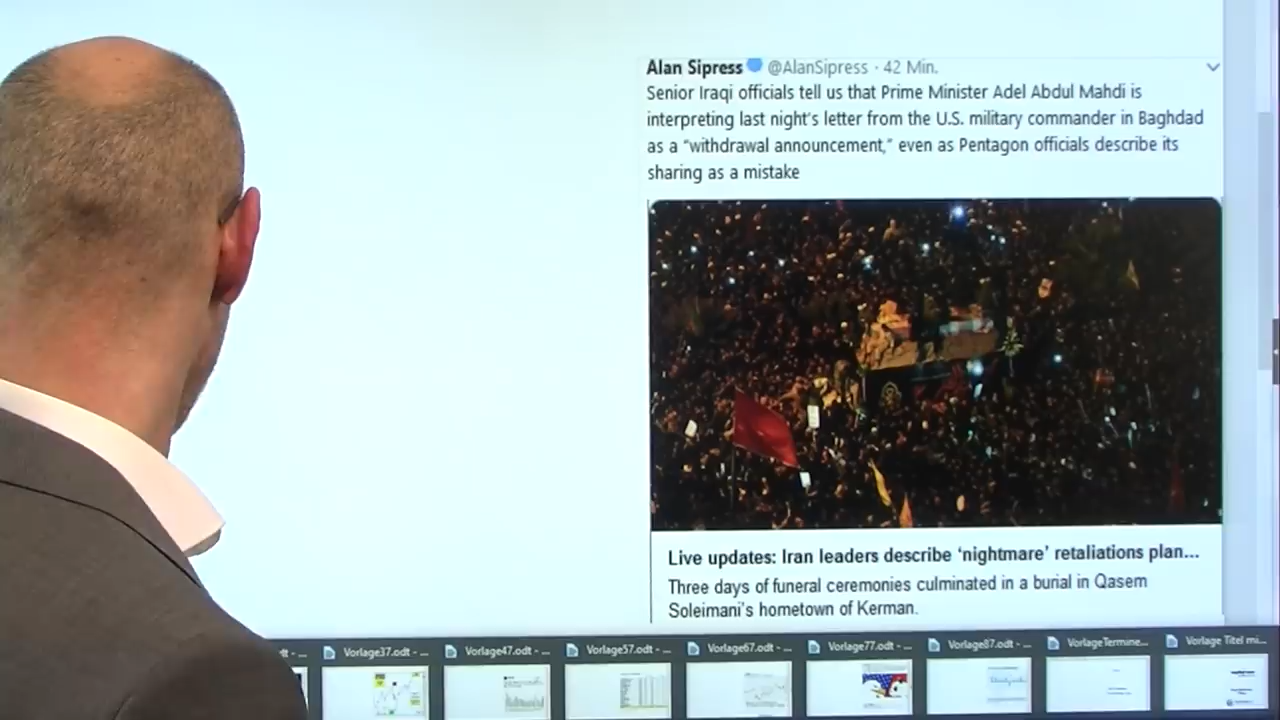 Alan Sipress @AlanSipress · 42 Min.
Senior Iraqi officials tell us that Prime Minister Adel Abdul Mahdi is
interpreting last night's letter from the U.S. military commander in Baghdad
as a "withdrawal announcement," even as Pentagon officials describe its
sharing as a mistake
Live updates: Iran leaders describe 'nightmare' retaliations plan...
Three days of funeral ceremonies culminated in a burial in Qasem
Soleimani's hometown of Kerman.
Vorlage37.odt - ...
Vorlage47.odt - ...
Vorlage57.odt - ...
Vorlage67.odt - ...
Vorlage77.odt - ...
Vorlage87.odt - ...
VorlageTermine...
Vorlage Titel mi...